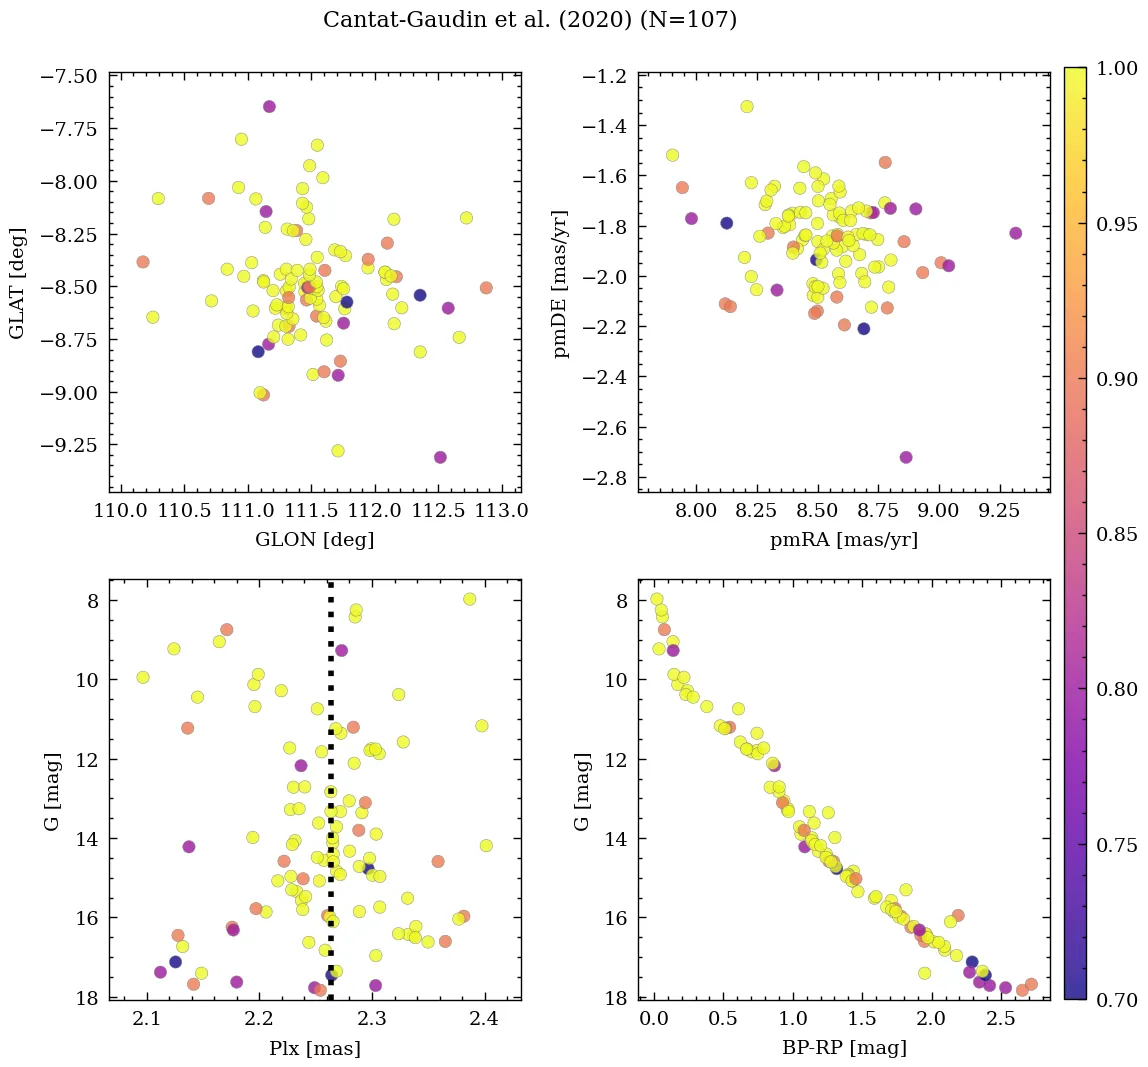 Cantat-Gaudin et al. (2020) (N=107)
−7.50
−7.75
−8.00
−8.25
−8.50
−8.75
−9.00
−9.25
GLAT [deg]
110.0 110.5 111.0 111.5 112.0 112.5 113.0
GLON [deg]
−1.2
−1.4
−1.6
−1.8
−2.0
−2.2
−2.4
−2.6
−2.8
pmDE [mas/yr]
8.00 8.25 8.50 8.75 9.00 9.25
pmRA [mas/yr]
8
10
12
14
16
18
G [mag]
2.1 2.2 2.3 2.4
Plx [mas]
8
10
12
14
16
18
G [mag]
0.0 0.5 1.0 1.5 2.0 2.5
BP-RP [mag]
1.00
0.95
0.90
0.85
0.80
0.75
0.70